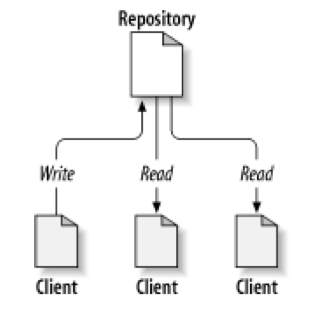 Repository
Write Read Read
Client Client Client